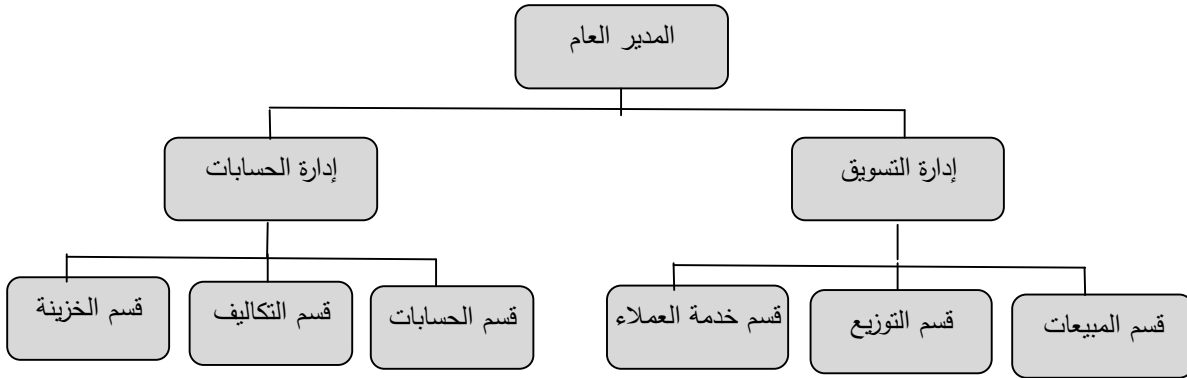 المدير العام
إدارة التسويق
إدارة الحسابات
قسم المبيعات
قسم التوزيع
قسم خدمة العملاء
قسم الحسابات
قسم التكاليف
قسم الخزينة